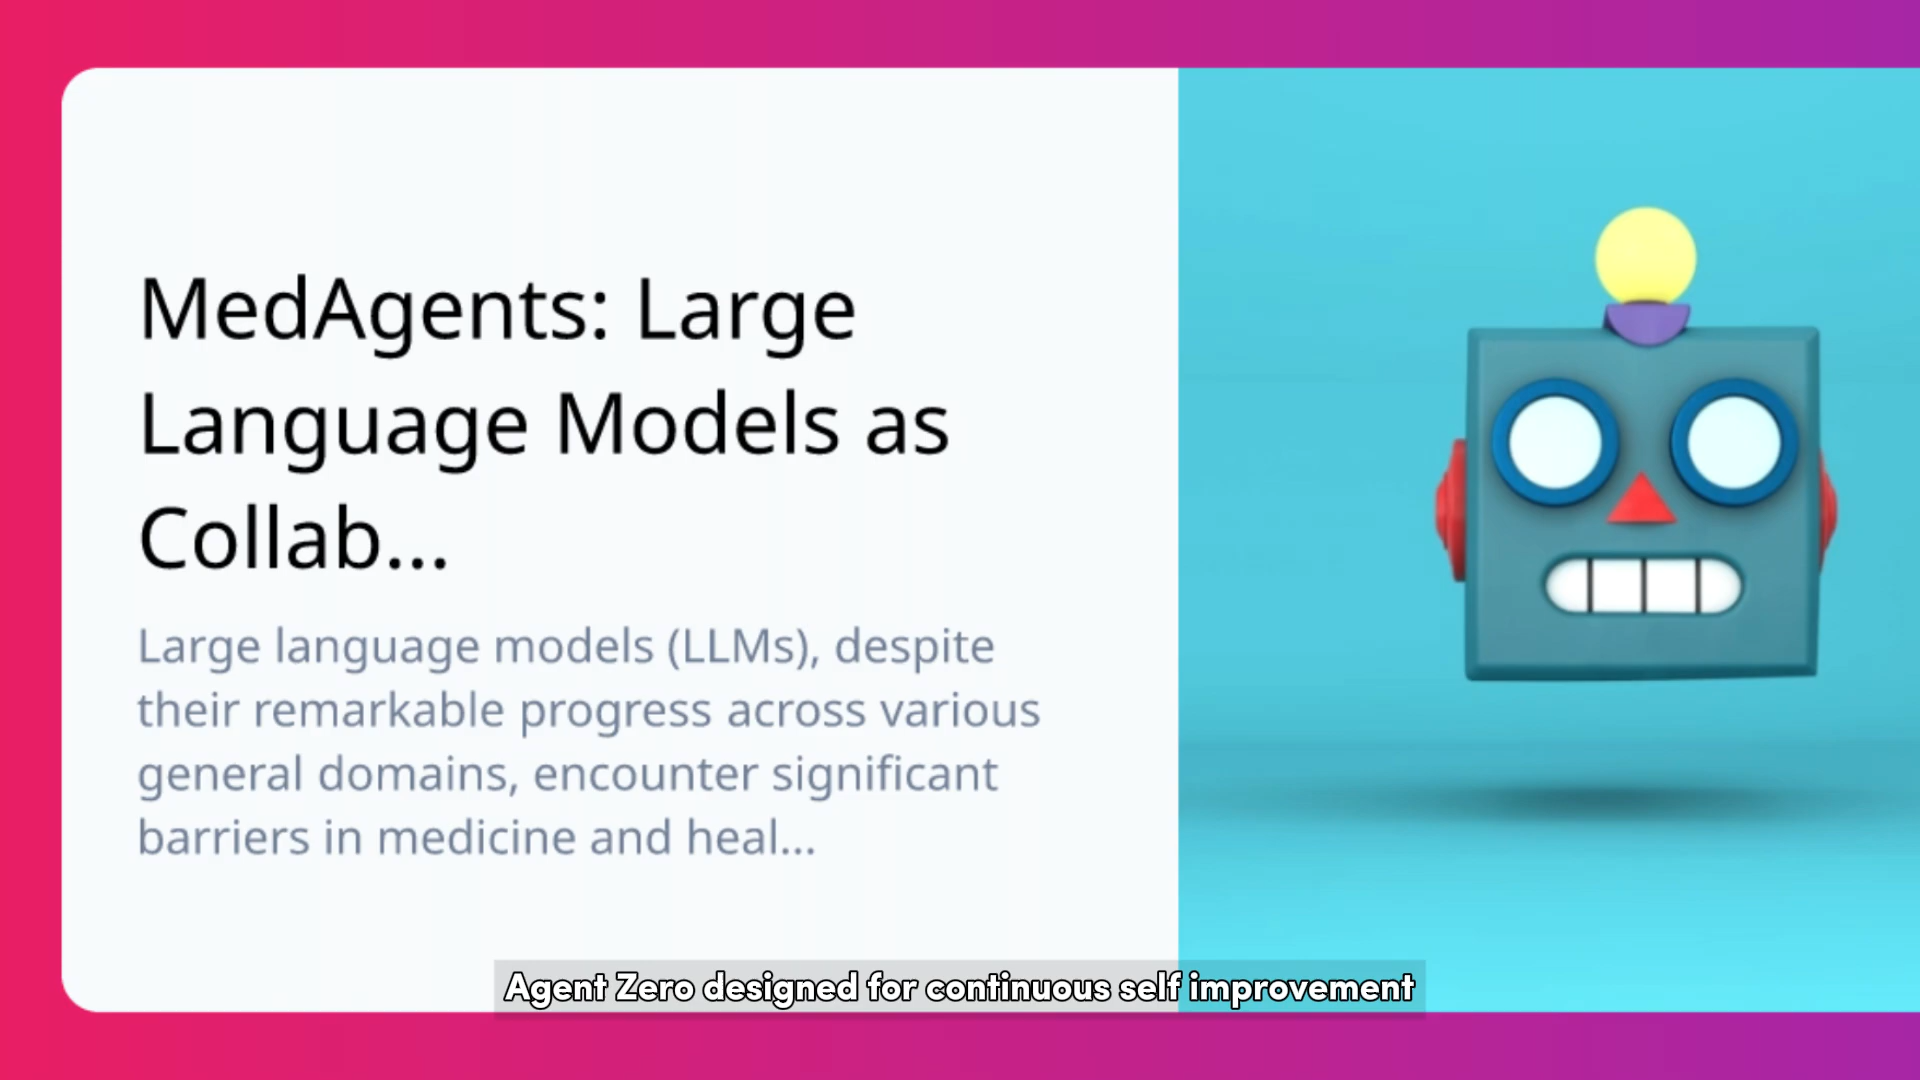 MedAgents: Large
Language Models as
Collab...
Large language models (LLMs), despite
their remarkable progress across various
general domains, encounter significant
barriers in medicine and heal...
Agent Zero designed for continuous self improvement